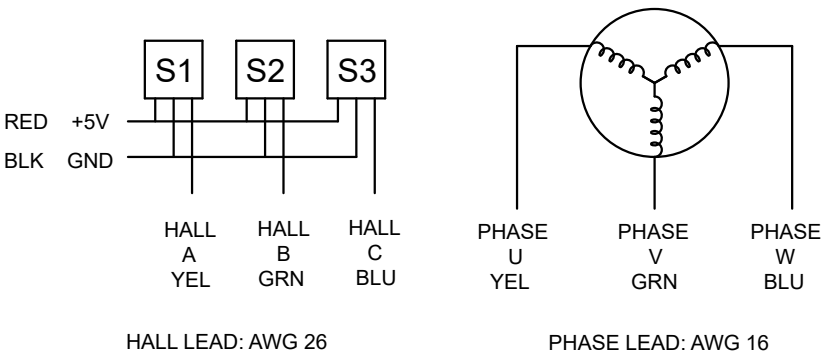 S1 S2 S3
RED +5V
BLK GND
HALL
A
YEL
HALL
B
GRN
HALL
C
BLU
PHASE
U
YEL
PHASE
V
GRN
PHASE
W
BLU
HALL LEAD: AWG 26
PHASE LEAD: AWG 16